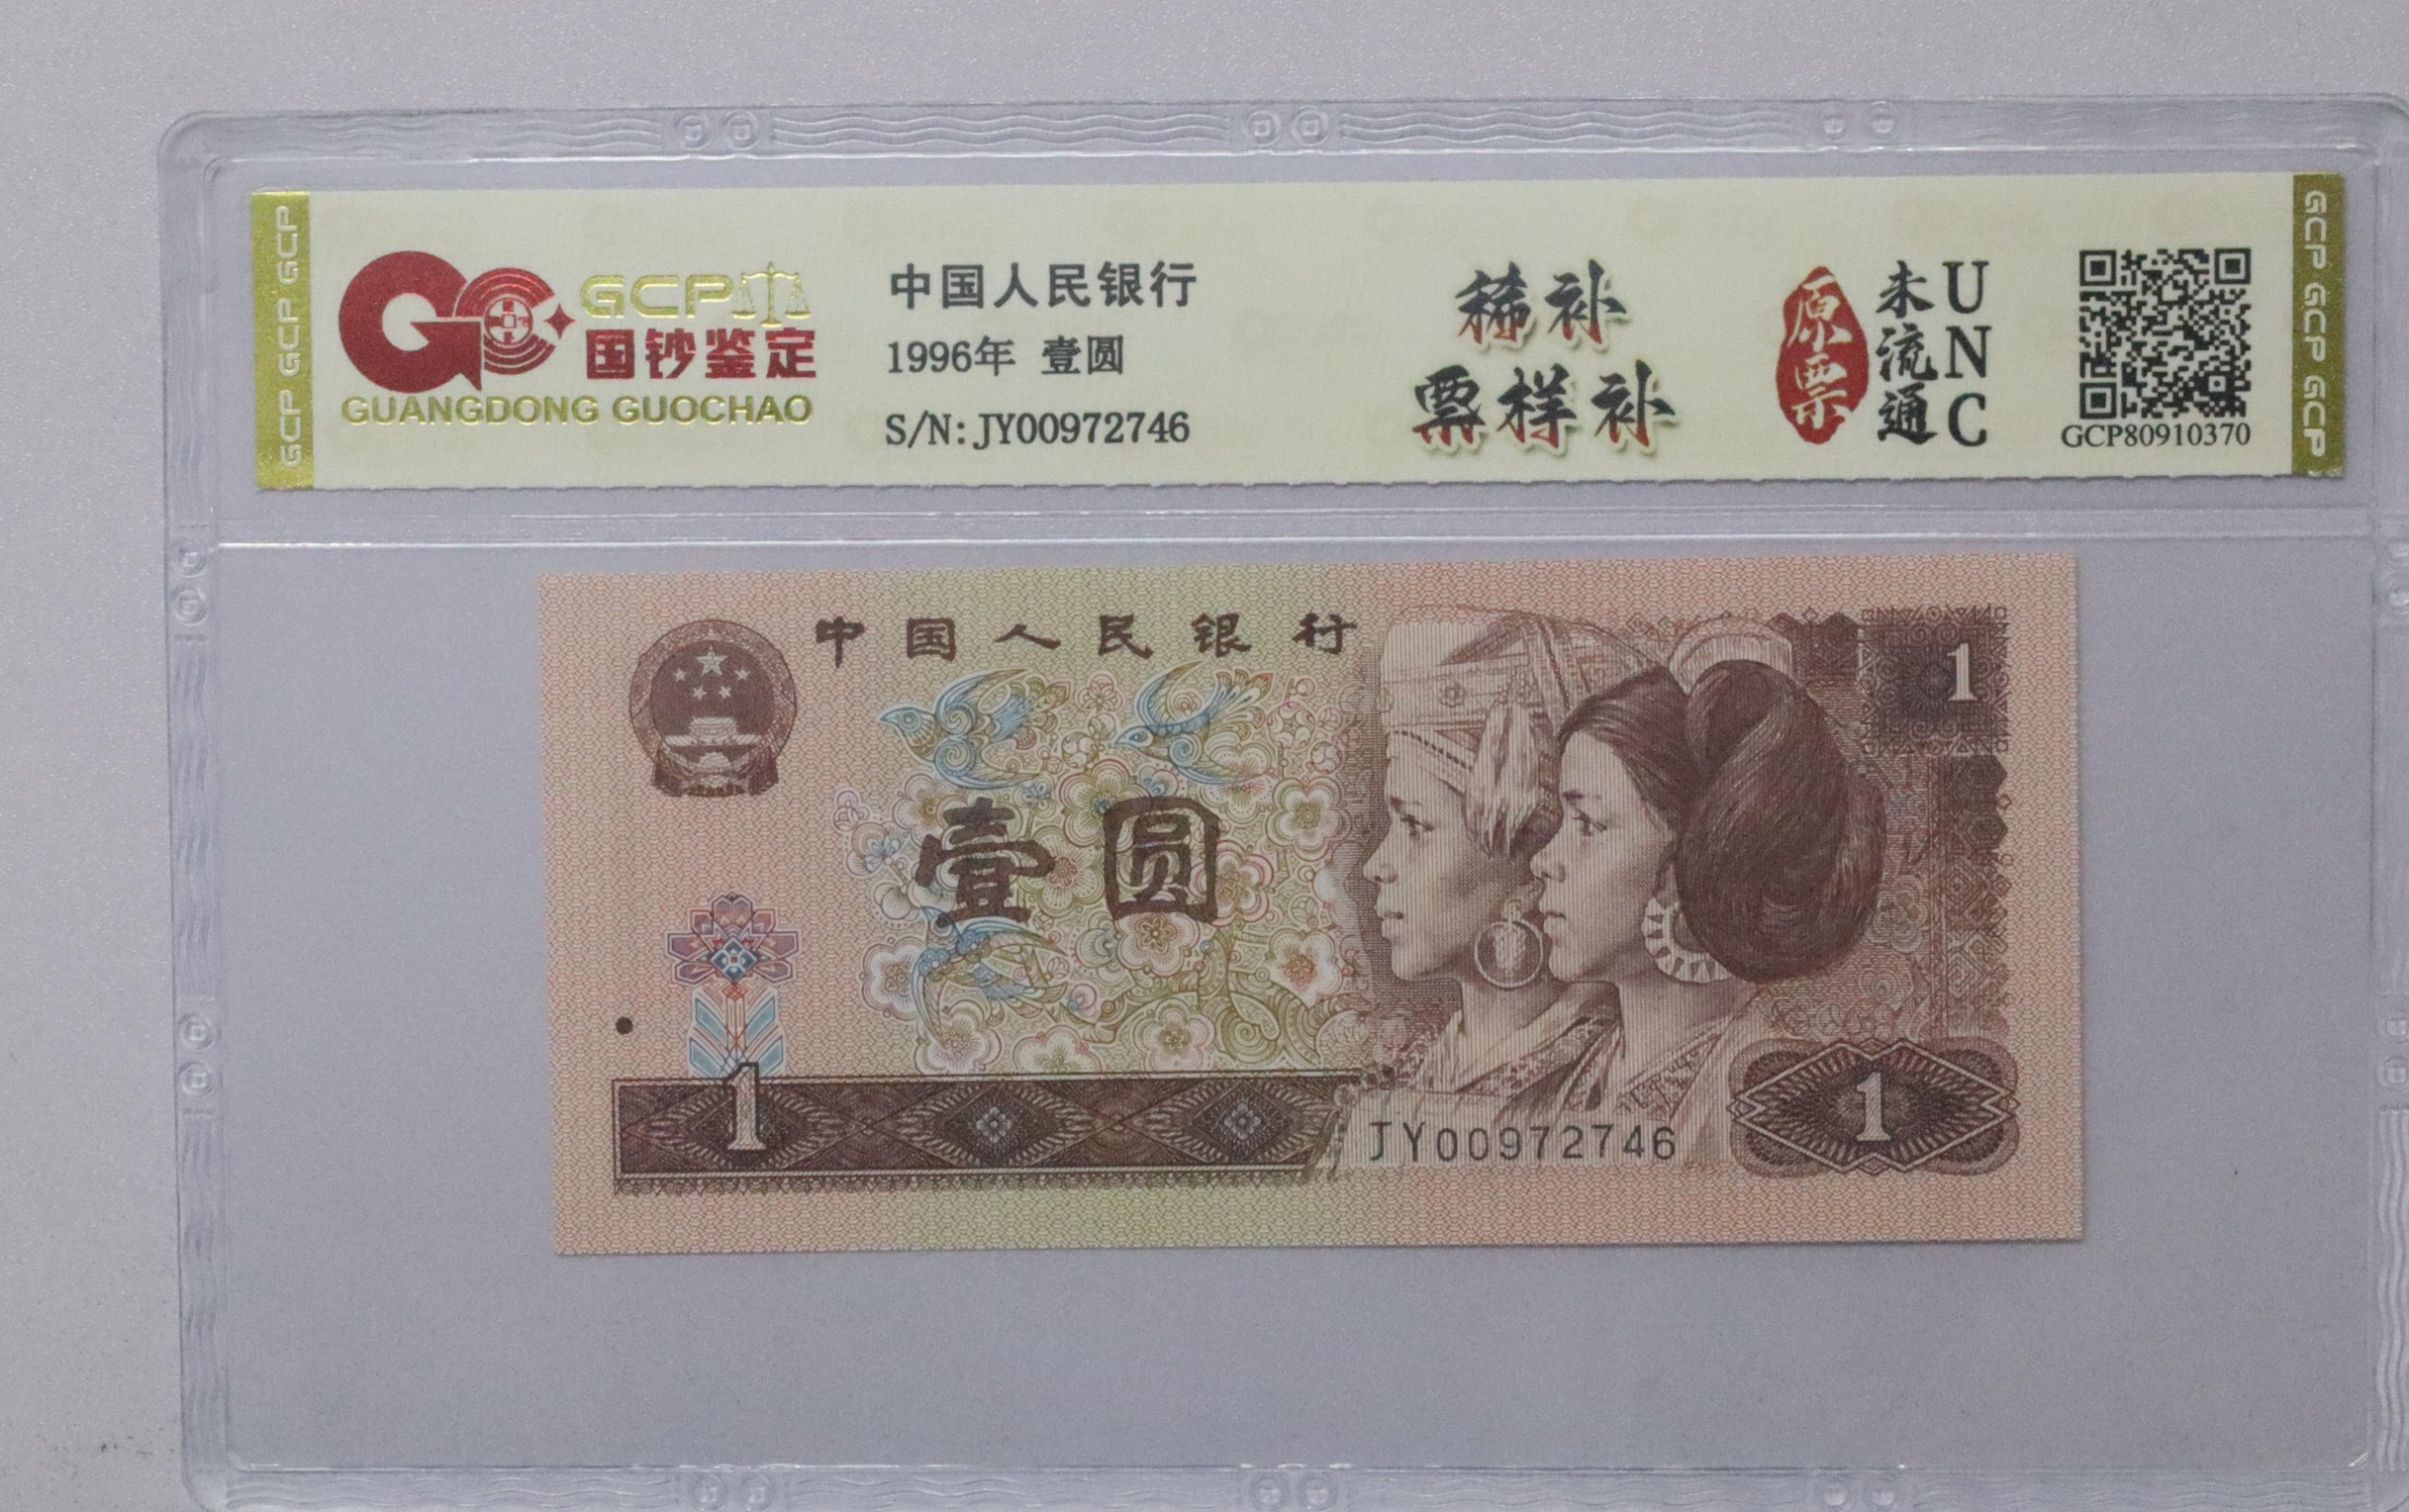 GCP GCP GCP
GCP
国钞鉴定
GUANGDONG GUOCHAO
中国人民银行
1996年 壹圆
S/N: JY00972746
稀补
票样补
原票
未流通
UNC
GCP80910370
GCP GCP GCP
中国人民银行
1
壹圆
1
JY00972746
1